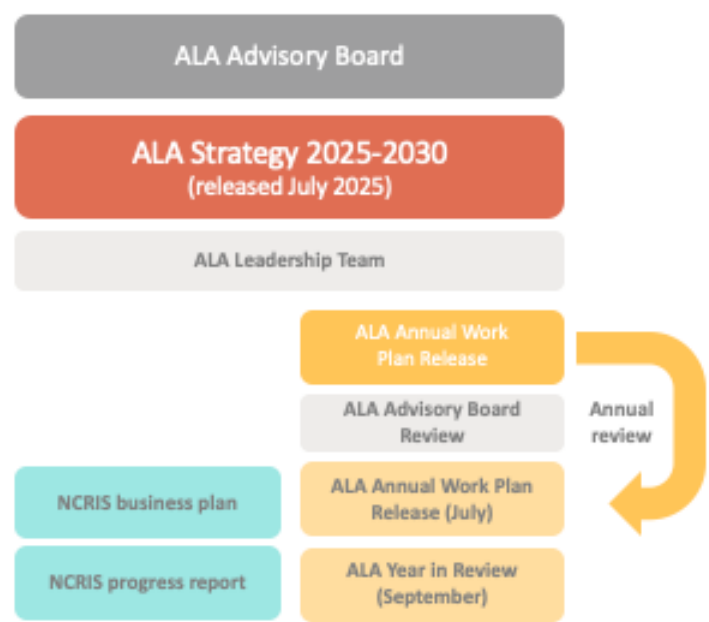 ALA Advisory Board
ALA Strategy 2025-2030
(released July 2025)
ALA Leadership Team
ALA Annual Work
Plan Release
ALA Advisory Board
Review
Annual
review
NCRIS business plan
ALA Annual Work Plan
Release (July)
NCRIS progress report
ALA Year in Review
(September)